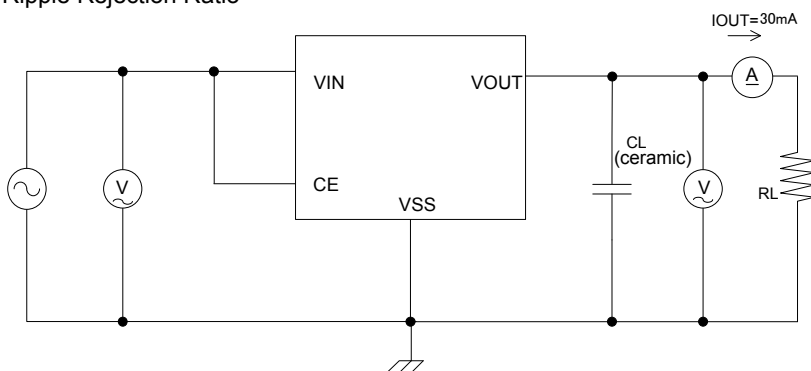 Ripple Rejection Ratio
IOUT=30mA
VIN
VOUT
A
CL
(ceramic)
V
CE
V
RL
VSS